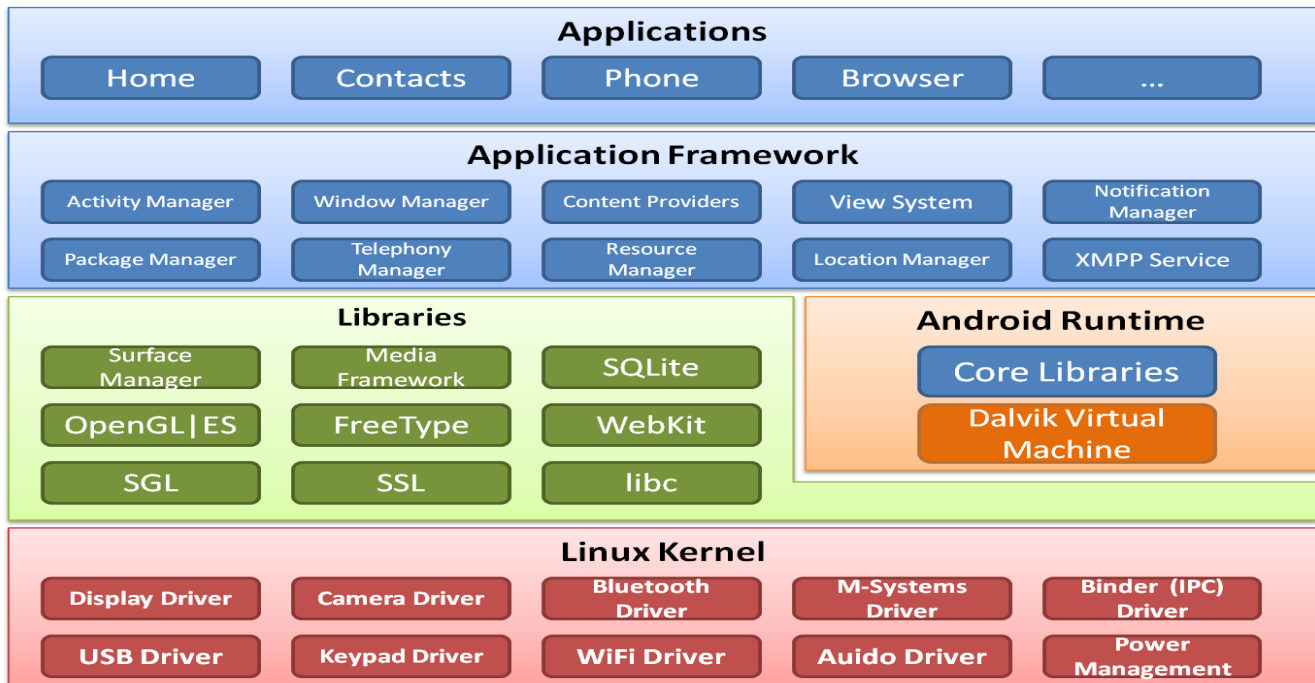 Applications
Home
Contacts
Phone
Browser
...
Application Framework
Activity Manager
Window Manager
Content Providers
View System
Notification
Manager
Package Manager
Telephony
Manager
Resource
Manager
Location Manager
XMPP Service
Libraries
Surface
Manager
Media
Framework
SQLite
OpenGL|ES
FreeType
WebKit
SGL
SSL
libc
Android Runtime
Core Libraries
Dalvik Virtual
Machine
Linux Kernel
Display Driver
Camera Driver
Bluetooth
Driver
M-Systems
Driver
Binder (IPC)
Driver
USB Driver
Keypad Driver
WiFi Driver
Auido Driver
Power
Management